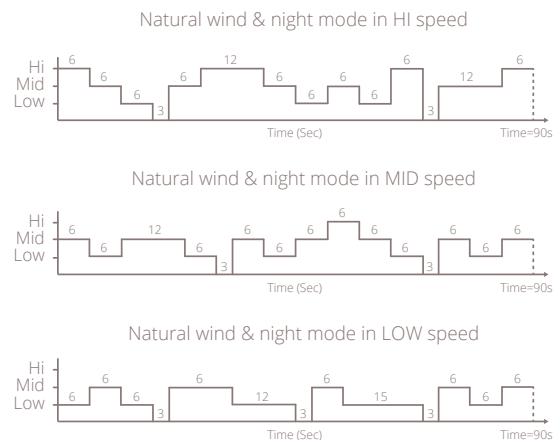 Natural wind & night mode in HI speed
6 12 6
Hi
6 6 6 6 12
Mid
6 6 6
Low
3 3
Time (Sec) Time=90s
Natural wind & night mode in MID speed
6
Hi
6 12 6 6 6 6
Mid
6 6 6 6
Low
3 3
Time (Sec) Time=90s
Natural wind & night mode in LOW speed
Hi
6 6 6 6 6
Mid
6 6 12 15 6
Low
3 3 3
Time (Sec) Time=90s